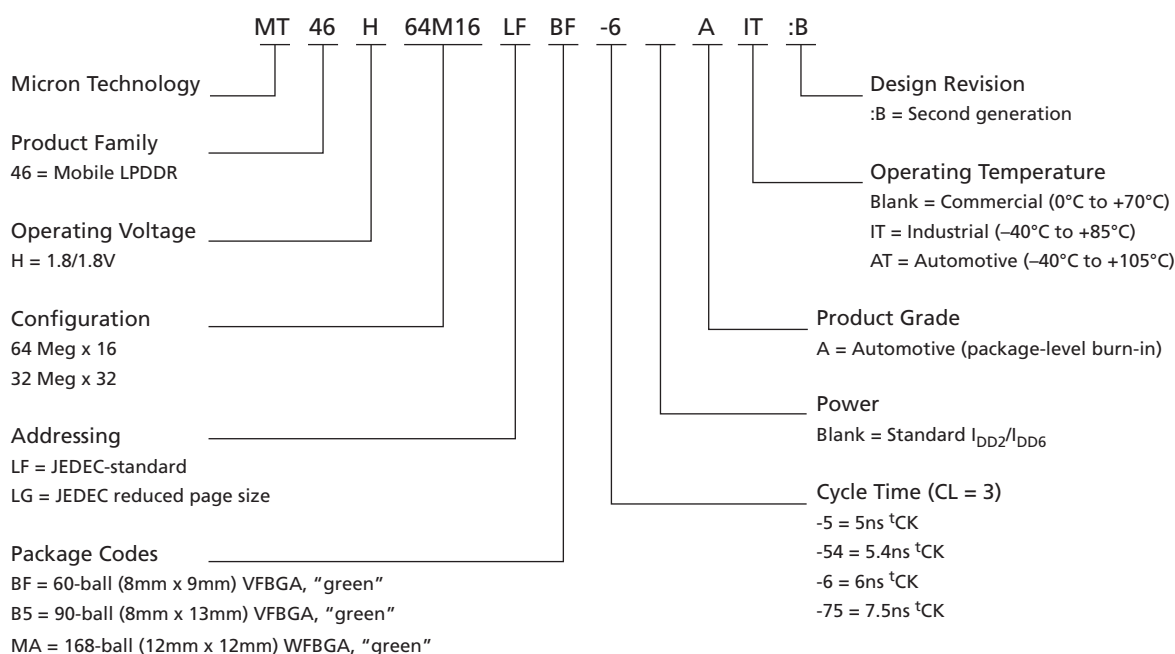 MT 46 H 64M16 LF BF -6 A IT :B
Micron Technology
Product Family
46 = Mobile LPDDR
Operating Voltage
H = 1.8/1.8V
Configuration
64 Meg x 16
32 Meg x 32
Addressing
LF = JEDEC-standard
LG = JEDEC reduced page size
Package Codes
BF = 60-ball (8mm x 9mm) VFBGA, “green”
B5 = 90-ball (8mm x 13mm) VFBGA, “green”
MA = 168-ball (12mm x 12mm) WFBGA, “green”
Design Revision
:B = Second generation
Operating Temperature
Blank = Commercial (0°C to +70°C)
IT = Industrial (–40°C to +85°C)
AT = Automotive (–40°C to +105°C)
Product Grade
A = Automotive (package-level burn-in)
Power
Blank = Standard IDD2/IDD6
Cycle Time (CL = 3)
-5 = 5ns tCK
-54 = 5.4ns tCK
-6 = 6ns tCK
-75 = 7.5ns tCK